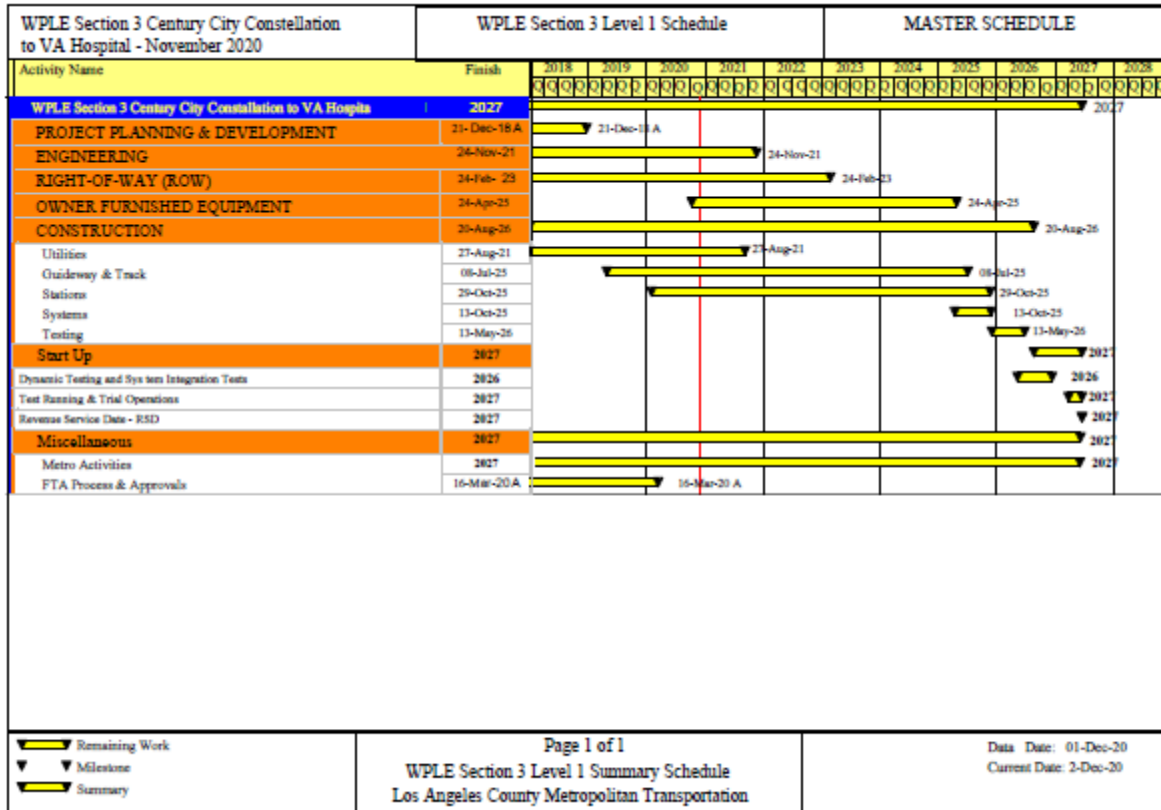 WPLE Section 3 Century City Constellation
to VA Hospital - November 2020
WPLE Section 3 Level 1 Schedule
MASTER SCHEDULE
Activity Name Finish 2018 2019 2020 2021 2022 2023 2024 2025 2026 2027 2028
Q Q Q Q Q Q Q Q Q Q Q Q Q Q Q Q Q Q Q Q Q Q Q Q Q Q Q Q Q Q Q Q Q Q Q Q Q Q Q Q Q Q Q
WPLE Section 3 Century City Constallation to VA Hospita 2027 2027
PROJECT PLANNING & DEVELOPMENT 21-Dec-18 A 21-Dec-18 A
ENGINEERING 24-Nov-21 24-Nov-21
RIGHT-OF-WAY (ROW) 24-Feb- 23 24-Feb-23
OWNER FURNISHED EQUIPMENT 24-Apr-25 24-Apr-25
CONSTRUCTION 20-Aug-26 20-Aug-26
Utilities 27-Aug-21 27-Aug-21
Guideway & Track 08-Jul-25 08-Jul-25
Stations 29-Oct-25 29-Oct-25
Systems 13-Oct-25 13-Oct-25
Testing 13-May-26 13-May-26
Start Up 2027 2027
Dynamic Testing and Sys tem Integration Tests 2026 2026
Test Running & Trial Operations 2027 2027
Revenue Service Date - RSD 2027 2027
Miscellaneous 2027 2027
Metro Activities 2027 2027
FTA Process & Approvals 16-Mar-20 A 16-Mar-20 A
Remaining Work
Milestone
Summary
Page 1 of 1
WPLE Section 3 Level 1 Summary Schedule
Los Angeles County Metropolitan Transportation
Data Date: 01-Dec-20
Current Date: 2-Dec-20